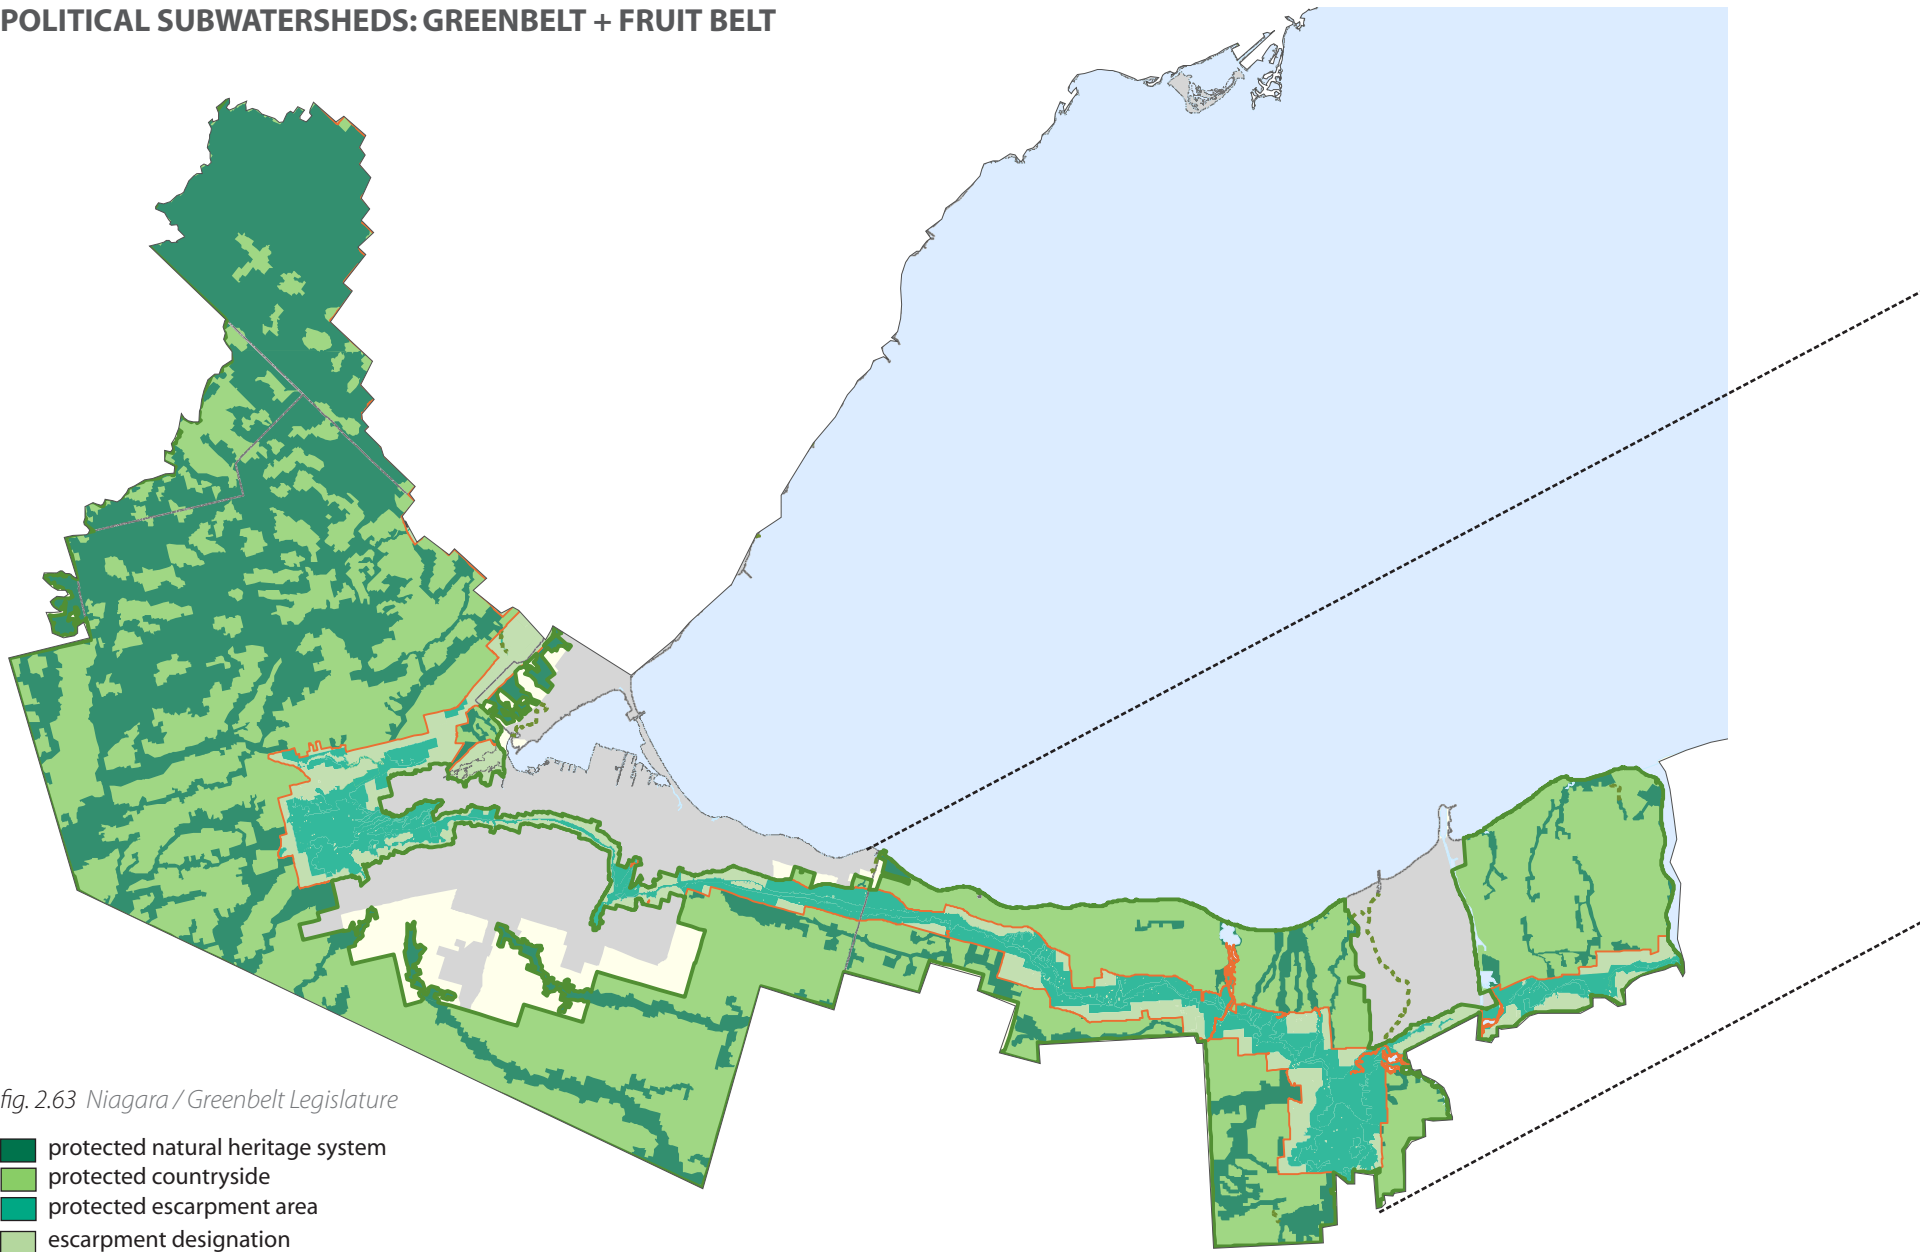 POLITICAL SUBWATERSHEDS: GREENBELT + FRUIT BELT
fig. 2.63 Niagara / Greenbelt Legislature
protected natural heritage system
protected countryside
protected escarpment area
escarpment designation